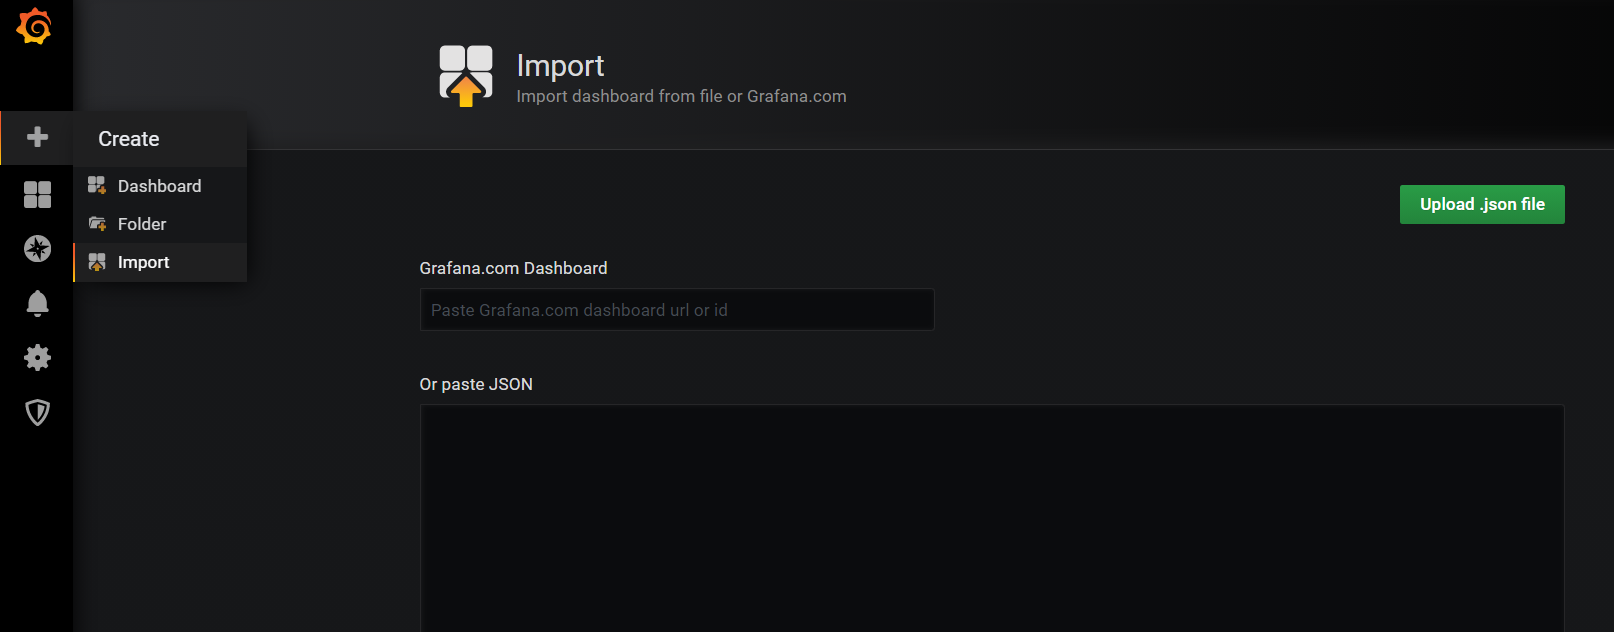 Import
Import dashboard from file or Grafana.com
Create
Dashboard
Folder
Import
Upload .json file
Grafana.com Dashboard
Paste Grafana.com dashboard url or id
Or paste JSON